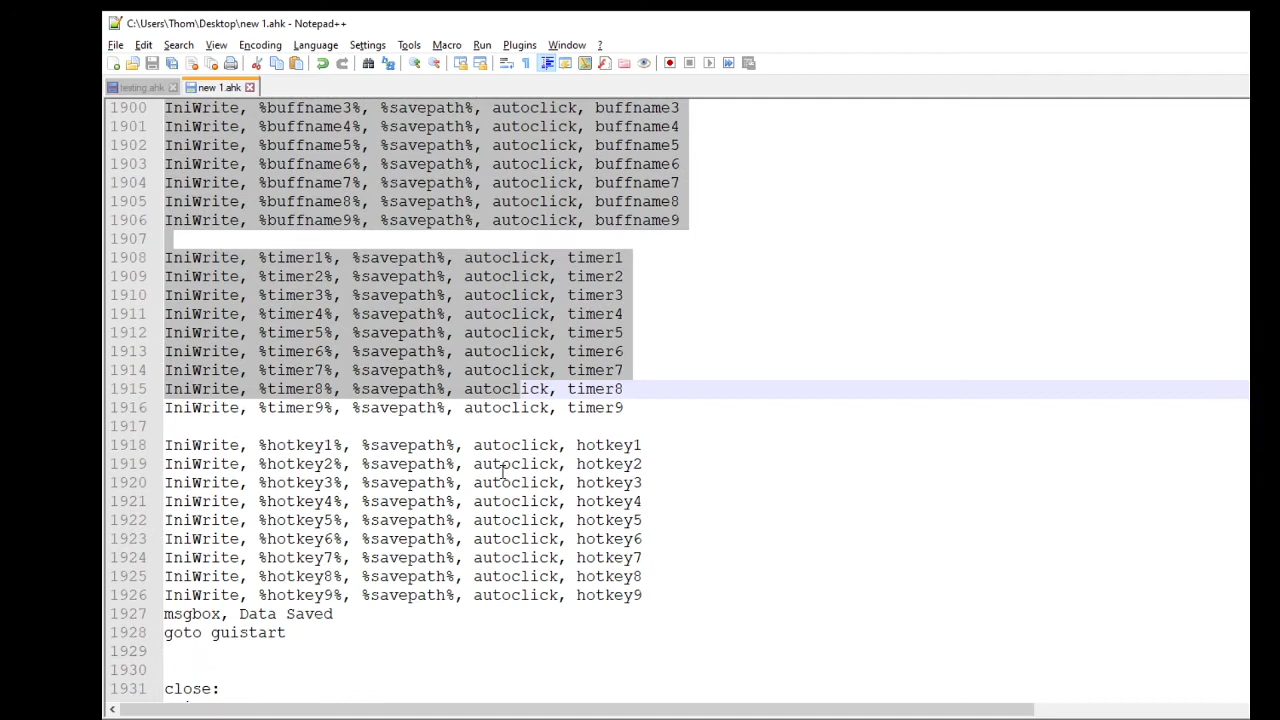 C:\Users\Thom\Desktop\new 1.ahk - Notepad++
File Edit Search View Encoding Language Settings Tools Macro Run Plugins Window ?
testing.ahk new 1.ahk
1900 IniWrite, %buffname3%, %savepath%, autoclick, buffname3
1901 IniWrite, %buffname4%, %savepath%, autoclick, buffname4
1902 IniWrite, %buffname5%, %savepath%, autoclick, buffname5
1903 IniWrite, %buffname6%, %savepath%, autoclick, buffname6
1904 IniWrite, %buffname7%, %savepath%, autoclick, buffname7
1905 IniWrite, %buffname8%, %savepath%, autoclick, buffname8
1906 IniWrite, %buffname9%, %savepath%, autoclick, buffname9
1907
1908 IniWrite, %timer1%, %savepath%, autoclick, timer1
1909 IniWrite, %timer2%, %savepath%, autoclick, timer2
1910 IniWrite, %timer3%, %savepath%, autoclick, timer3
1911 IniWrite, %timer4%, %savepath%, autoclick, timer4
1912 IniWrite, %timer5%, %savepath%, autoclick, timer5
1913 IniWrite, %timer6%, %savepath%, autoclick, timer6
1914 IniWrite, %timer7%, %savepath%, autoclick, timer7
1915 IniWrite, %timer8%, %savepath%, autoclick, timer8
1916 IniWrite, %timer9%, %savepath%, autoclick, timer9
1917
1918 IniWrite, %hotkey1%, %savepath%, autoclick, hotkey1
1919 IniWrite, %hotkey2%, %savepath%, autoclick, hotkey2
1920 IniWrite, %hotkey3%, %savepath%, autoclick, hotkey3
1921 IniWrite, %hotkey4%, %savepath%, autoclick, hotkey4
1922 IniWrite, %hotkey5%, %savepath%, autoclick, hotkey5
1923 IniWrite, %hotkey6%, %savepath%, autoclick, hotkey6
1924 IniWrite, %hotkey7%, %savepath%, autoclick, hotkey7
1925 IniWrite, %hotkey8%, %savepath%, autoclick, hotkey8
1926 IniWrite, %hotkey9%, %savepath%, autoclick, hotkey9
1927 msgbox, Data Saved
1928 goto guistart
1929
1930
1931 close: